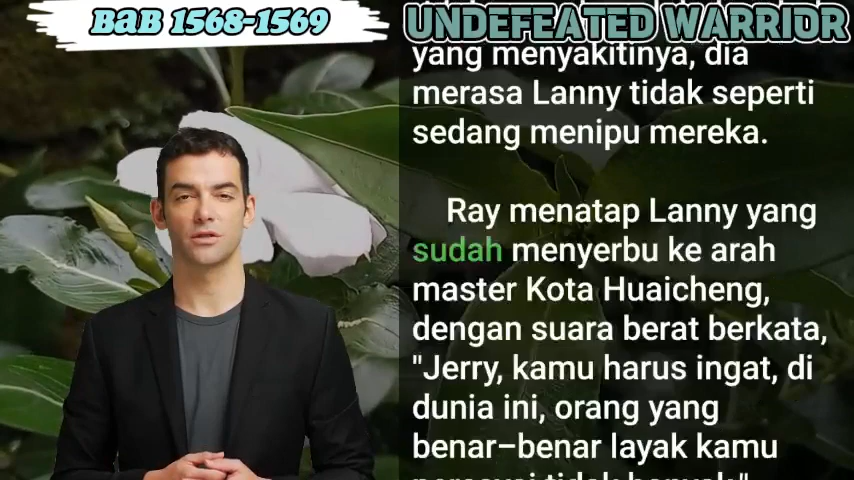 BAB 1568-1569
UNDEFEATED WARRIOR
yang menyakitinya, dia
merasa Lanny tidak seperti
sedang menipu mereka.
Ray menatap Lanny yang
sudah menyerbu ke arah
master Kota Huaicheng,
dengan suara berat berkata,
"Jerry, kamu harus ingat, di
dunia ini, orang yang
benar–benar layak kamu